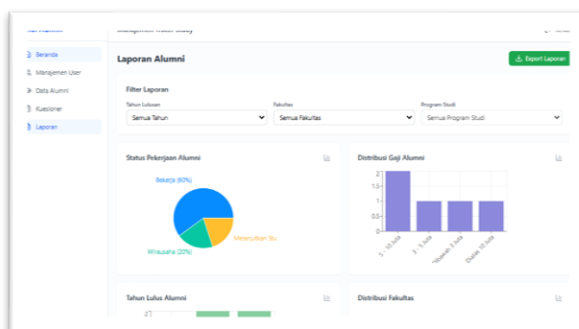 Beranda
Manajemen User
Data Alumni
Kuesioner
Laporan
Laporan Alumni
Export Laporan
Filter Laporan
Tahun Lulusan
Semua Tahun
Fakultas
Semua Fakultas
Program Studi
Semua Program Studi
Status Pekerjaan Alumni
Bekerja (60%)
Melanjutkan Stu
Wirausaha (20%)
Distribusi Gaji Alumni
2
1.5
1
0.5
0
5 - 10 Juta
3 - 5 Juta
Dibawah 3 Juta
Diatas 10 Juta
Tahun Lulus Alumni
2
Distribusi Fakultas